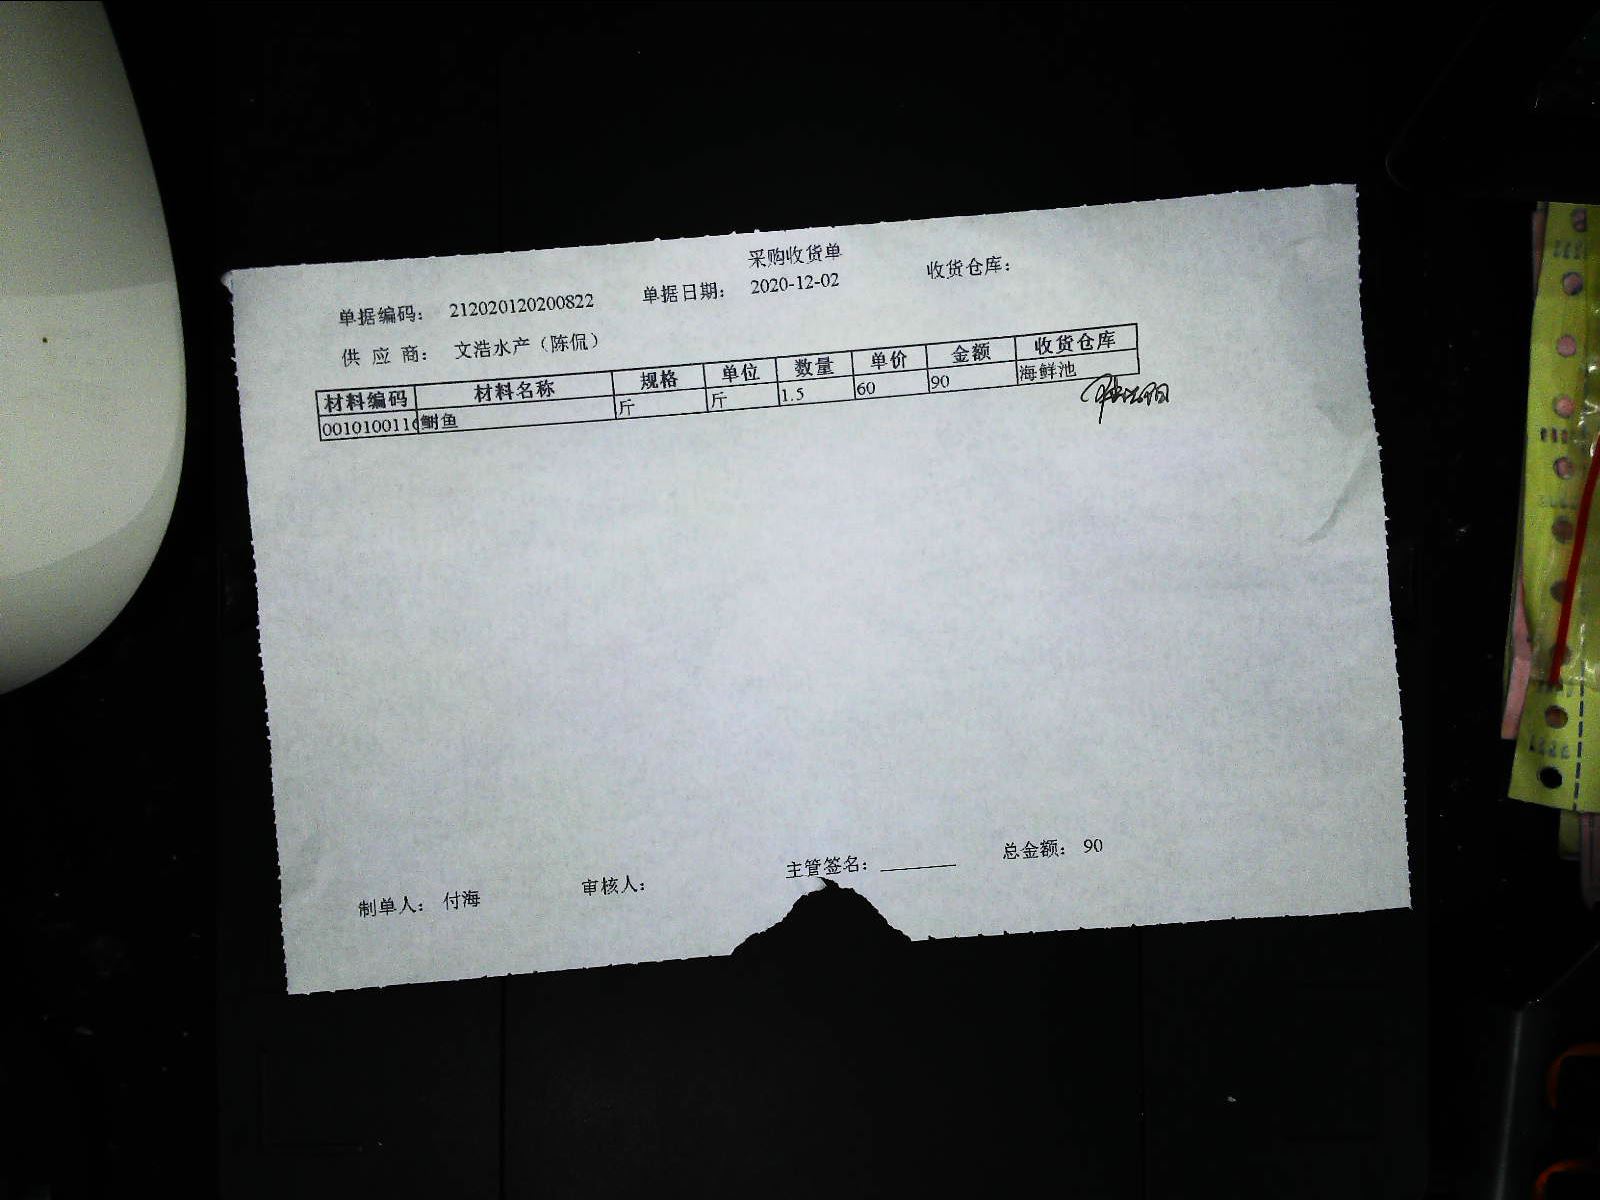 采购收货单
单据编码： 212020120200822 单据日期： 2020-12-02 收货仓库：
供 应 商： 文浩水产（陈侃）
材料编码 材料名称 规格 单位 数量 单价 金额 收货仓库
001010011 鲥鱼 斤 斤 1.5 60 90 海鲜池
制单人： 付海 审核人： 主管签名： 总金额： 90